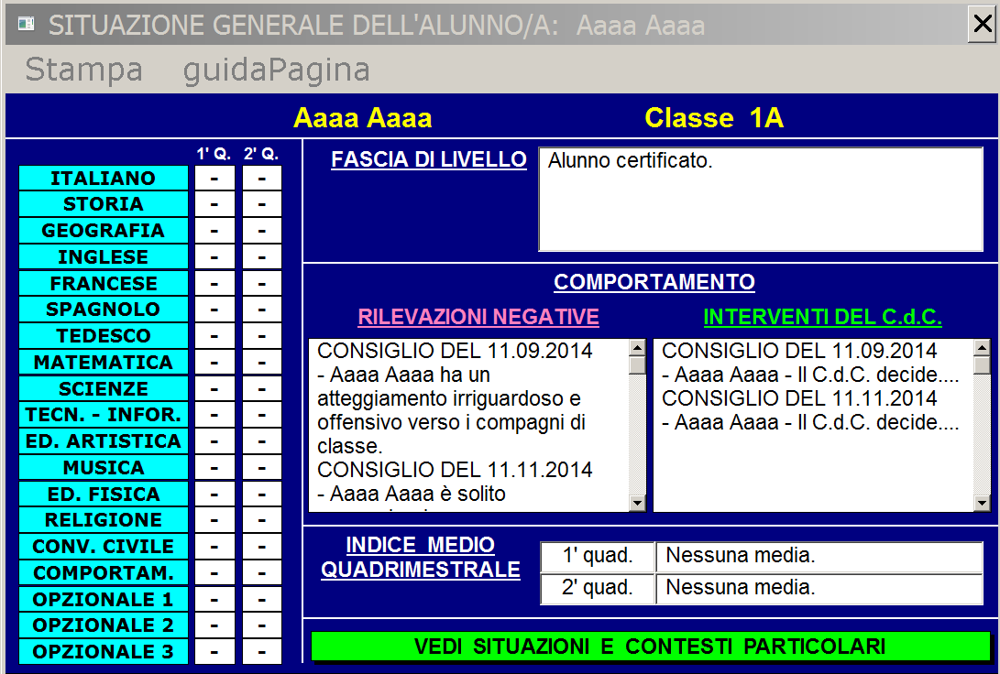 SITUAZIONE GENERALE DELL'ALUNNO/A:  Aaaa Aaaa
Stampa guidaPagina
Aaaa Aaaa Classe 1A
1' Q. 2' Q.
ITALIANO - -
STORIA - -
GEOGRAFIA - -
INGLESE - -
FRANCESE - -
SPAGNOLO - -
TEDESCO - -
MATEMATICA - -
SCIENZE - -
TECN. - INFOR. - -
ED. ARTISTICA - -
MUSICA - -
ED. FISICA - -
RELIGIONE - -
CONV. CIVILE - -
COMPORTAM. - -
OPZIONALE 1 - -
OPZIONALE 2 - -
OPZIONALE 3 - -
FASCIA DI LIVELLO
Alunno certificato.
COMPORTAMENTO
RILEVAZIONI NEGATIVE
CONSIGLIO DEL 11.09.2014
- Aaaa Aaaa ha un
atteggiamento irriguardoso e
offensivo verso i compagni di
classe.
CONSIGLIO DEL 11.11.2014
- Aaaa Aaaa è solito
INTERVENTI DEL C.d.C.
CONSIGLIO DEL 11.09.2014
- Aaaa Aaaa - Il C.d.C. decide....
CONSIGLIO DEL 11.11.2014
- Aaaa Aaaa - Il C.d.C. decide....
INDICE MEDIO
QUADRIMESTRALE
1' quad. Nessuna media.
2' quad. Nessuna media.
VEDI SITUAZIONI E CONTESTI PARTICOLARI